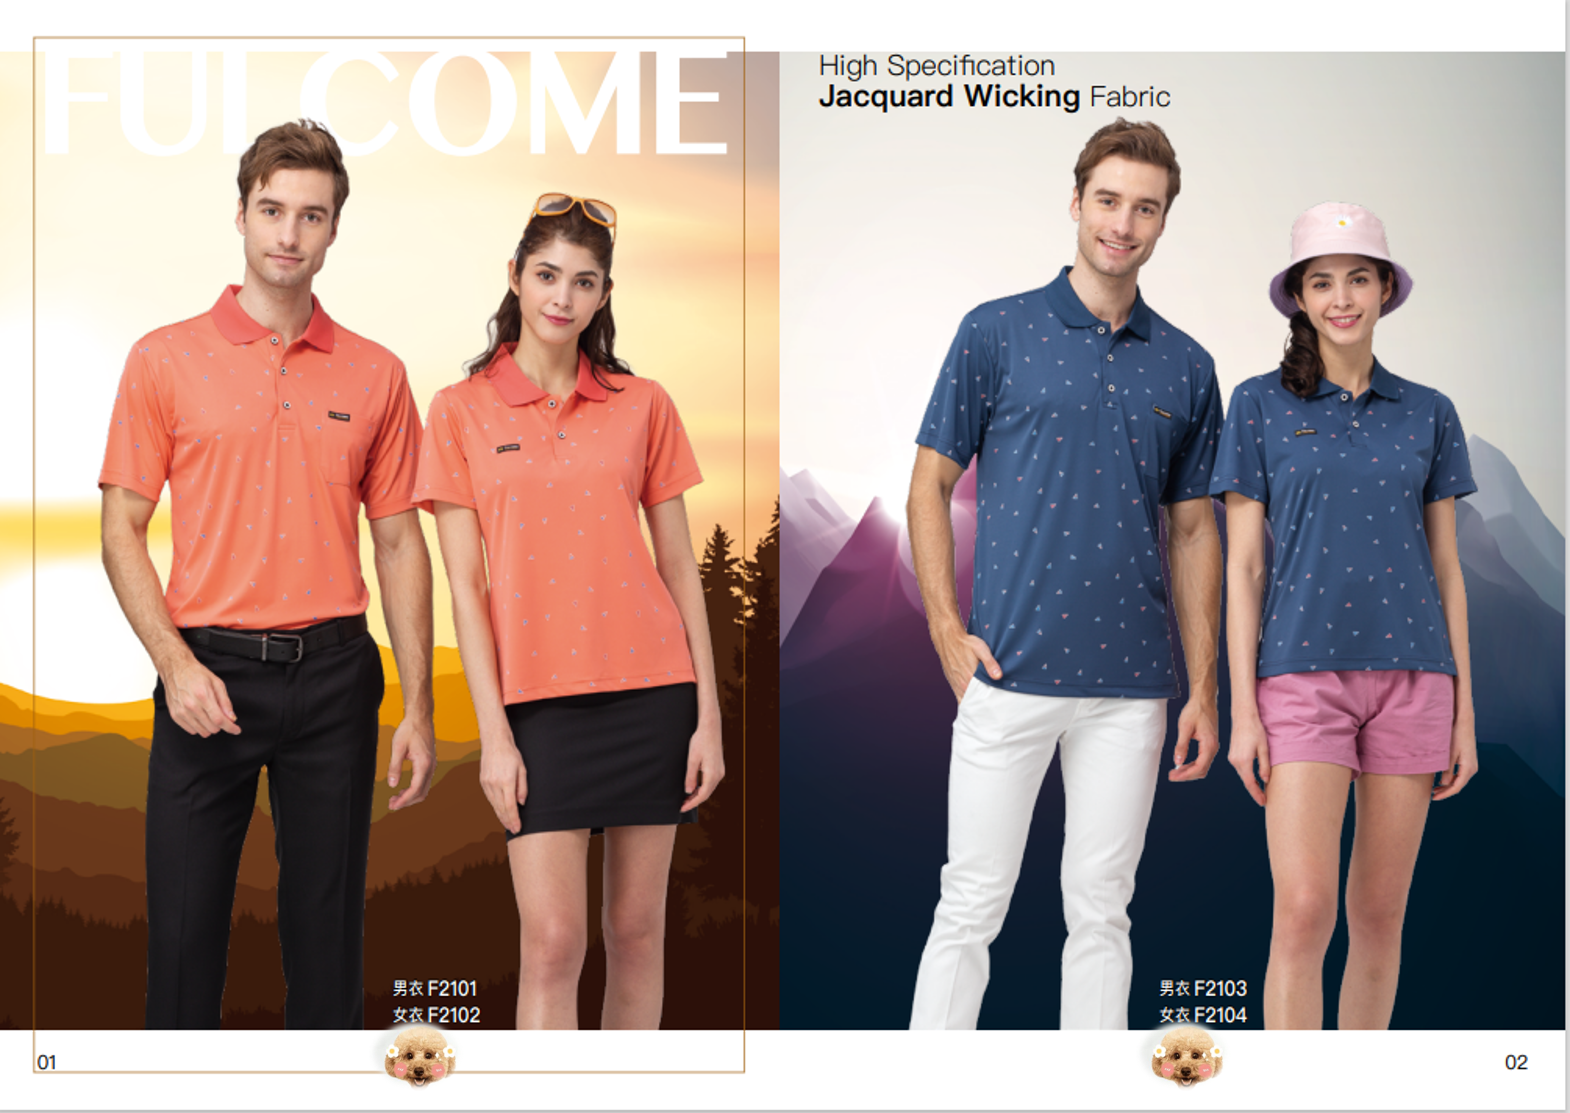 FULCOME
男衣 F2101
女衣 F2102
01
High Specification
Jacquard Wicking Fabric
男衣 F2103
女衣 F2104
02